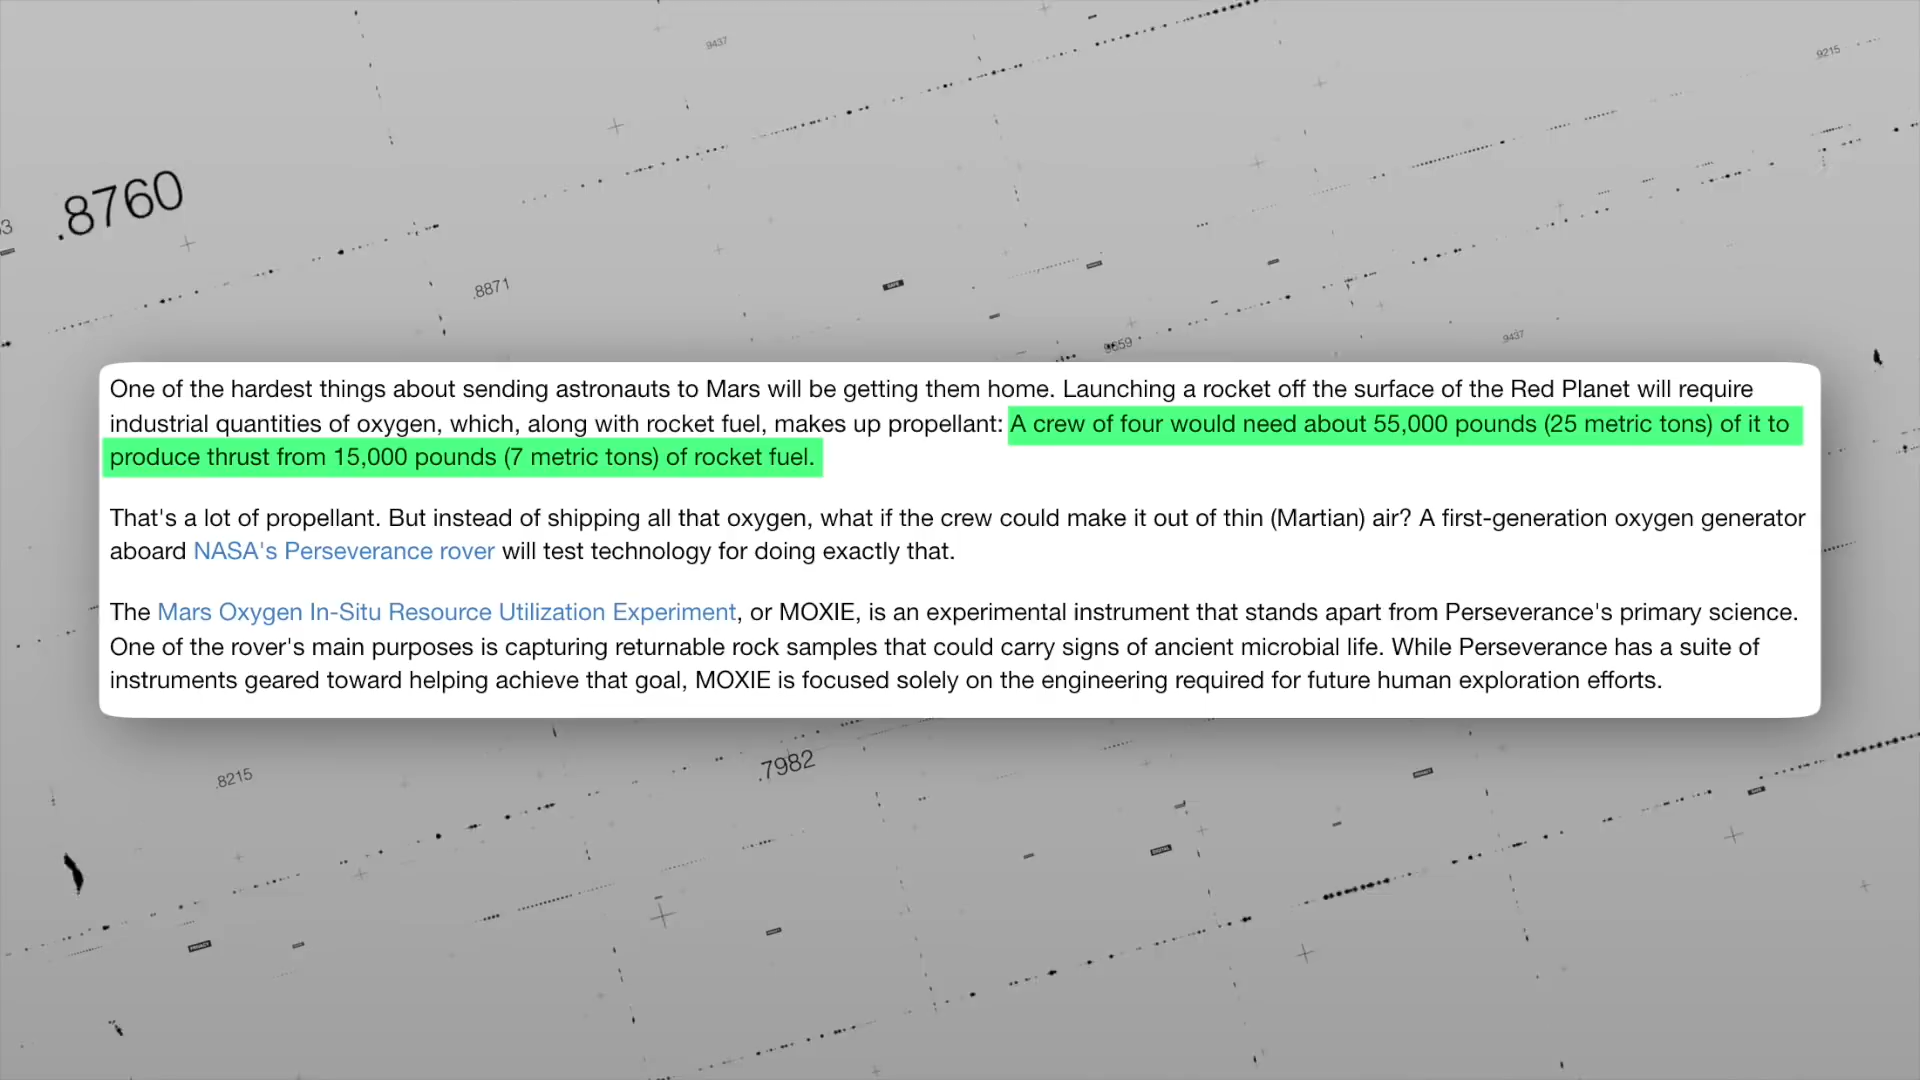 .9437
.9215
.8760
.8871
.9437
One of the hardest things about sending astronauts to Mars will be getting them home. Launching a rocket off the surface of the Red Planet will require
industrial quantities of oxygen, which, along with rocket fuel, makes up propellant: A crew of four would need about 55,000 pounds (25 metric tons) of it to
produce thrust from 15,000 pounds (7 metric tons) of rocket fuel.
That's a lot of propellant. But instead of shipping all that oxygen, what if the crew could make it out of thin (Martian) air? A first-generation oxygen generator
aboard NASA's Perseverance rover will test technology for doing exactly that.
The Mars Oxygen In-Situ Resource Utilization Experiment, or MOXIE, is an experimental instrument that stands apart from Perseverance's primary science.
One of the rover's main purposes is capturing returnable rock samples that could carry signs of ancient microbial life. While Perseverance has a suite of
instruments geared toward helping achieve that goal, MOXIE is focused solely on the engineering required for future human exploration efforts.
.7982
.8215